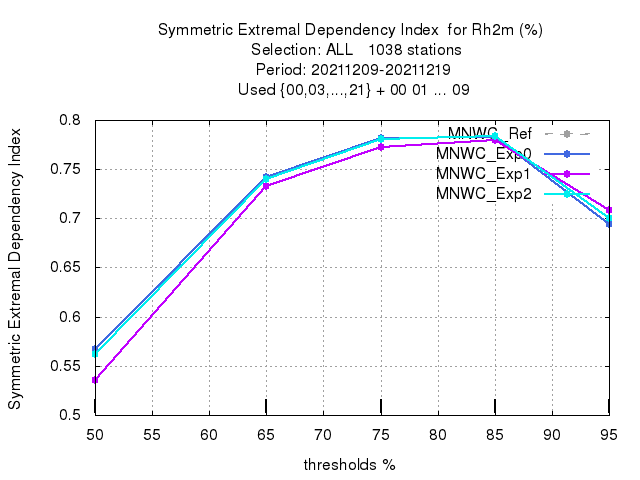 Symmetric Extremal Dependency Index  for Rh2m (%)
Selection: ALL   1038 stations
Period: 20211209-20211219
Used {00,03,...,21} + 00 01 ... 09
Symmetric Extremal Dependency Index
0.8
0.75
0.7
0.65
0.6
0.55
0.5
MNWC_Ref
MNWC_Exp0
MNWC_Exp1
MNWC_Exp2
50 55 60 65 70 75 80 85 90 95
thresholds %